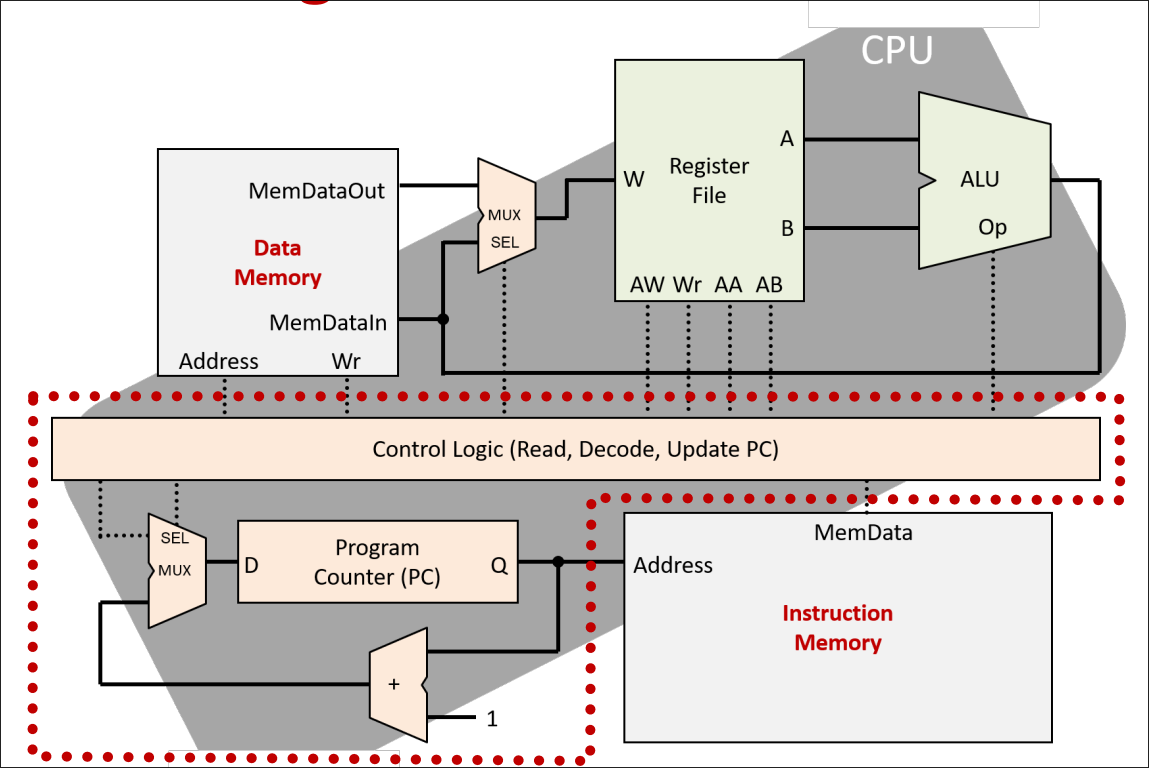 CPU
A
MemDataOut
Register
File
W
ALU
MUX
SEL
Data
Memory
B
Op
AW Wr AA AB
MemDataIn
Address
Wr
Control Logic (Read, Decode, Update PC)
SEL
MUX
D
Program
Counter (PC)
Q
MemData
Address
Instruction
Memory
+
1